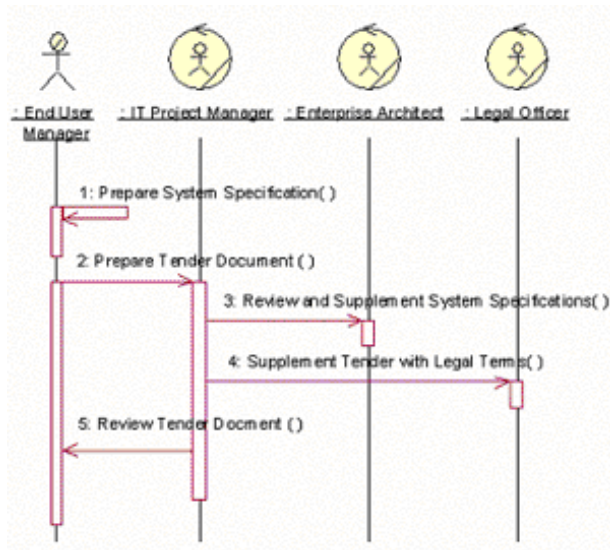 : End User Manager
: IT Project Manager
: Enterprise Architect
: Legal Officer
1: Prepare System Specification( )
2: Prepare Tender Document ( )
3: Review and Supplement System Specifications( )
4: Supplement Tender with Legal Terms( )
5: Review Tender Docment ( )